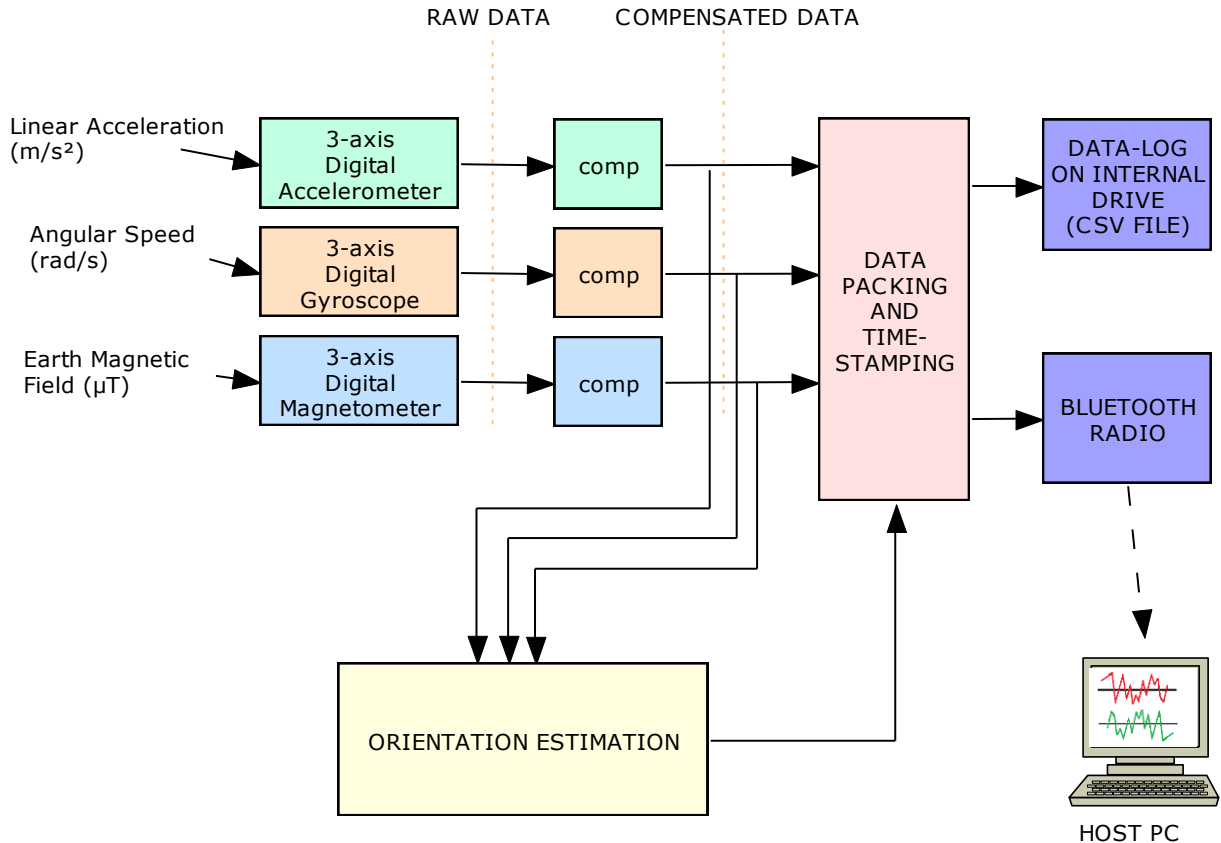 RAW DATA
COMPENSATED DATA
Linear Acceleration
(m/s²)
3-axis
Digital
Accelerometer
comp
DATA-LOG
ON INTERNAL
DRIVE
(CSV FILE)
Angular Speed
(rad/s)
3-axis
Digital
Gyroscope
comp
DATA
PACKING
AND
TIME-
STAMPING
Earth Magnetic
Field (µT)
3-axis
Digital
Magnetometer
comp
BLUETOOTH
RADIO
ORIENTATION ESTIMATION
HOST PC